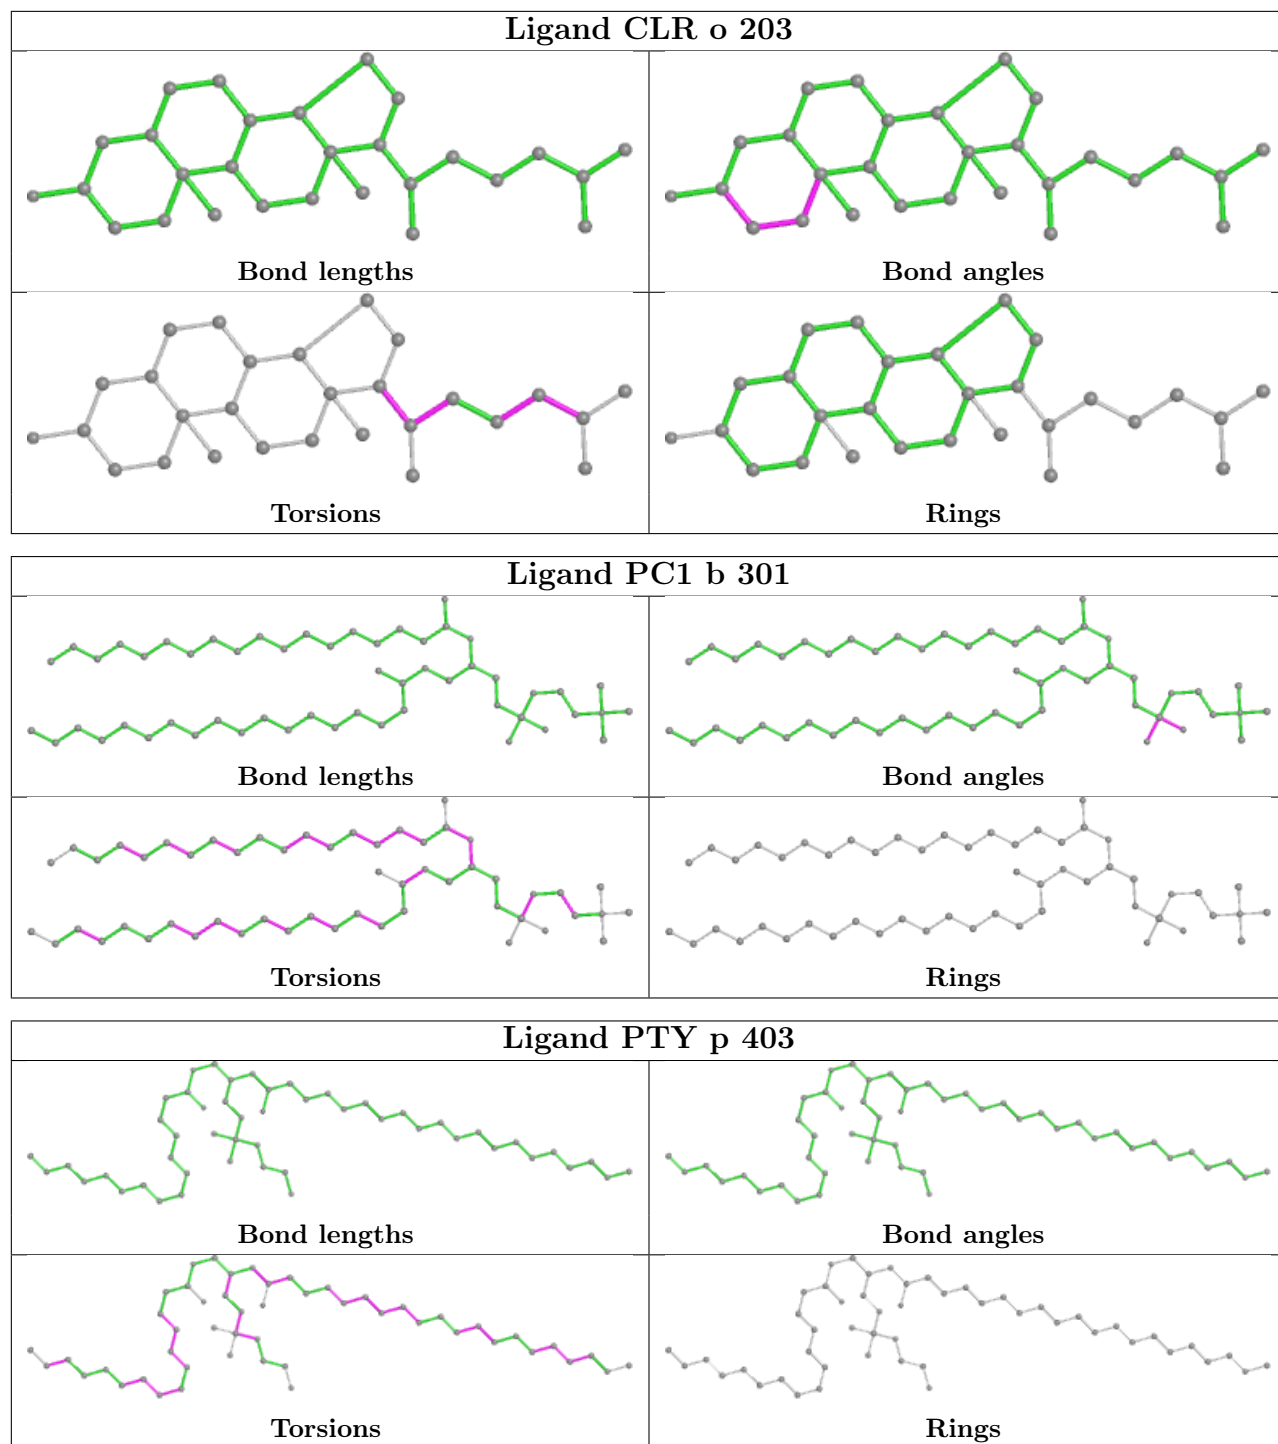 Ligand CLR o 203
Bond lengths
Bond angles
Torsions
Rings
Ligand PC1 b 301
Bond lengths
Bond angles
Torsions
Rings
Ligand PTY p 403
Bond lengths
Bond angles
Torsions
Rings